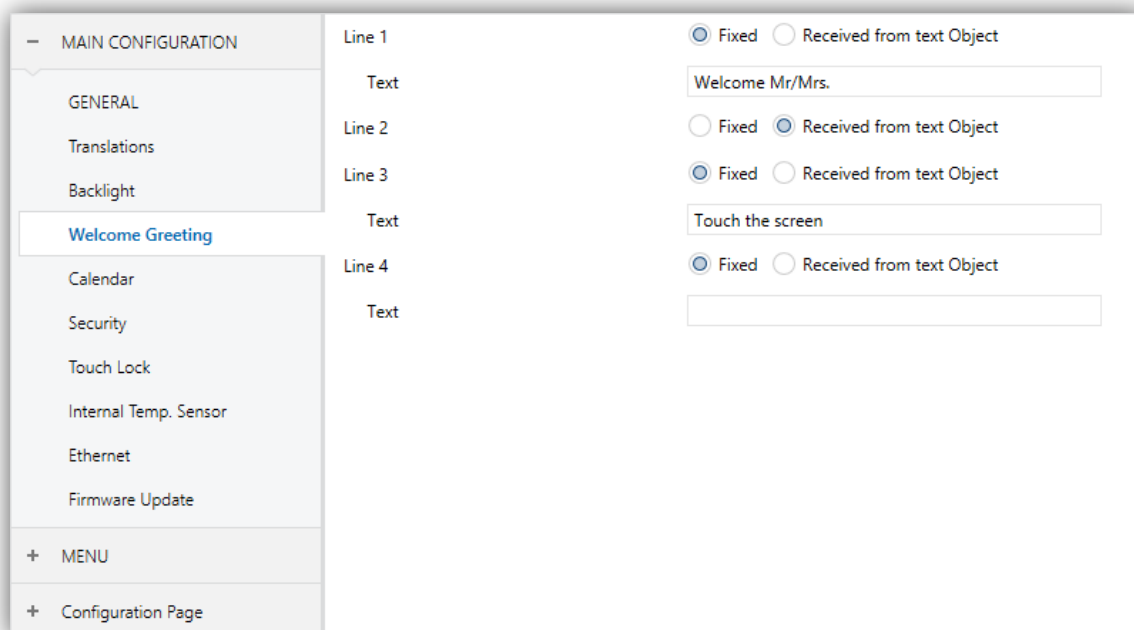 MAIN CONFIGURATION
GENERAL
Translations
Backlight
Welcome Greeting
Calendar
Security
Touch Lock
Internal Temp. Sensor
Ethernet
Firmware Update
MENU
Configuration Page
Line 1 Fixed Received from text Object
Text Welcome Mr/Mrs.
Line 2 Fixed Received from text Object
Line 3 Fixed Received from text Object
Text Touch the screen
Line 4 Fixed Received from text Object
Text